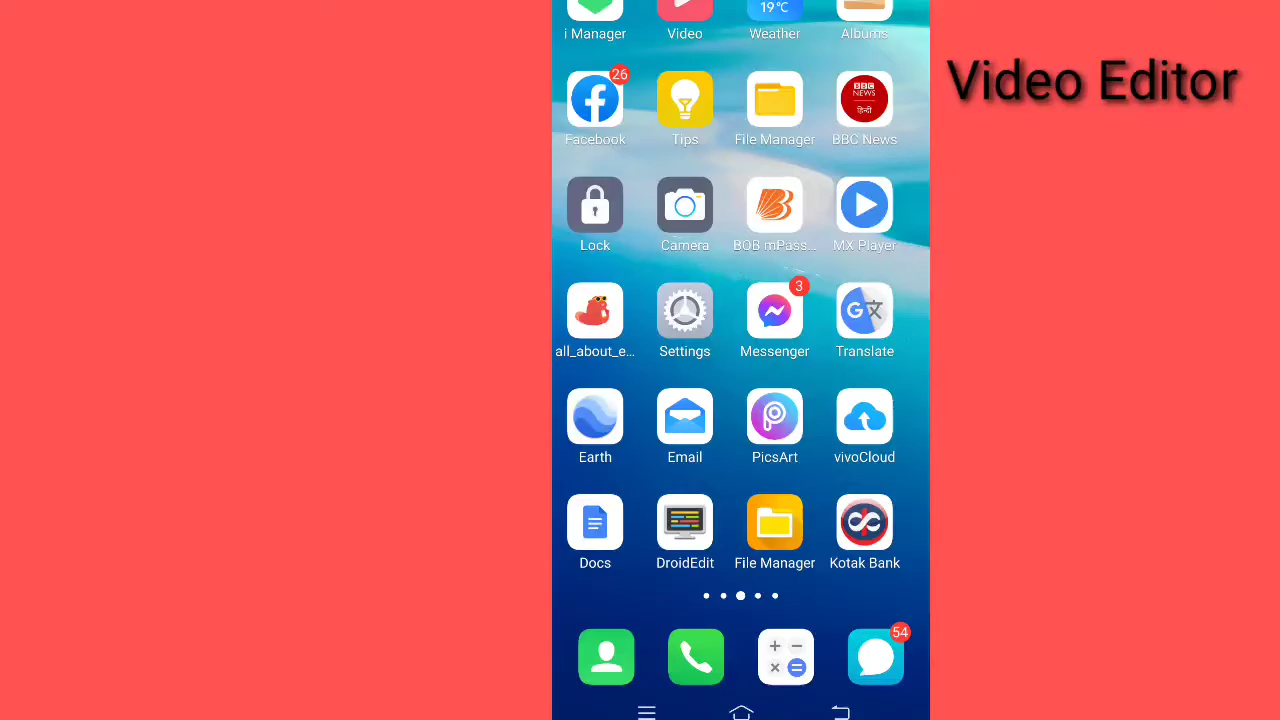 19°C
i Manager Video Weather Albums
Video Editor
26
BBC
NEWS
हिन्दी
Facebook Tips File Manager BBC News
Lock Camera BOB mPass... MX Player
3
G
all_about_e... Settings Messenger Translate
Earth Email PicsArt vivoCloud
Docs DroidEdit File Manager Kotak Bank
54